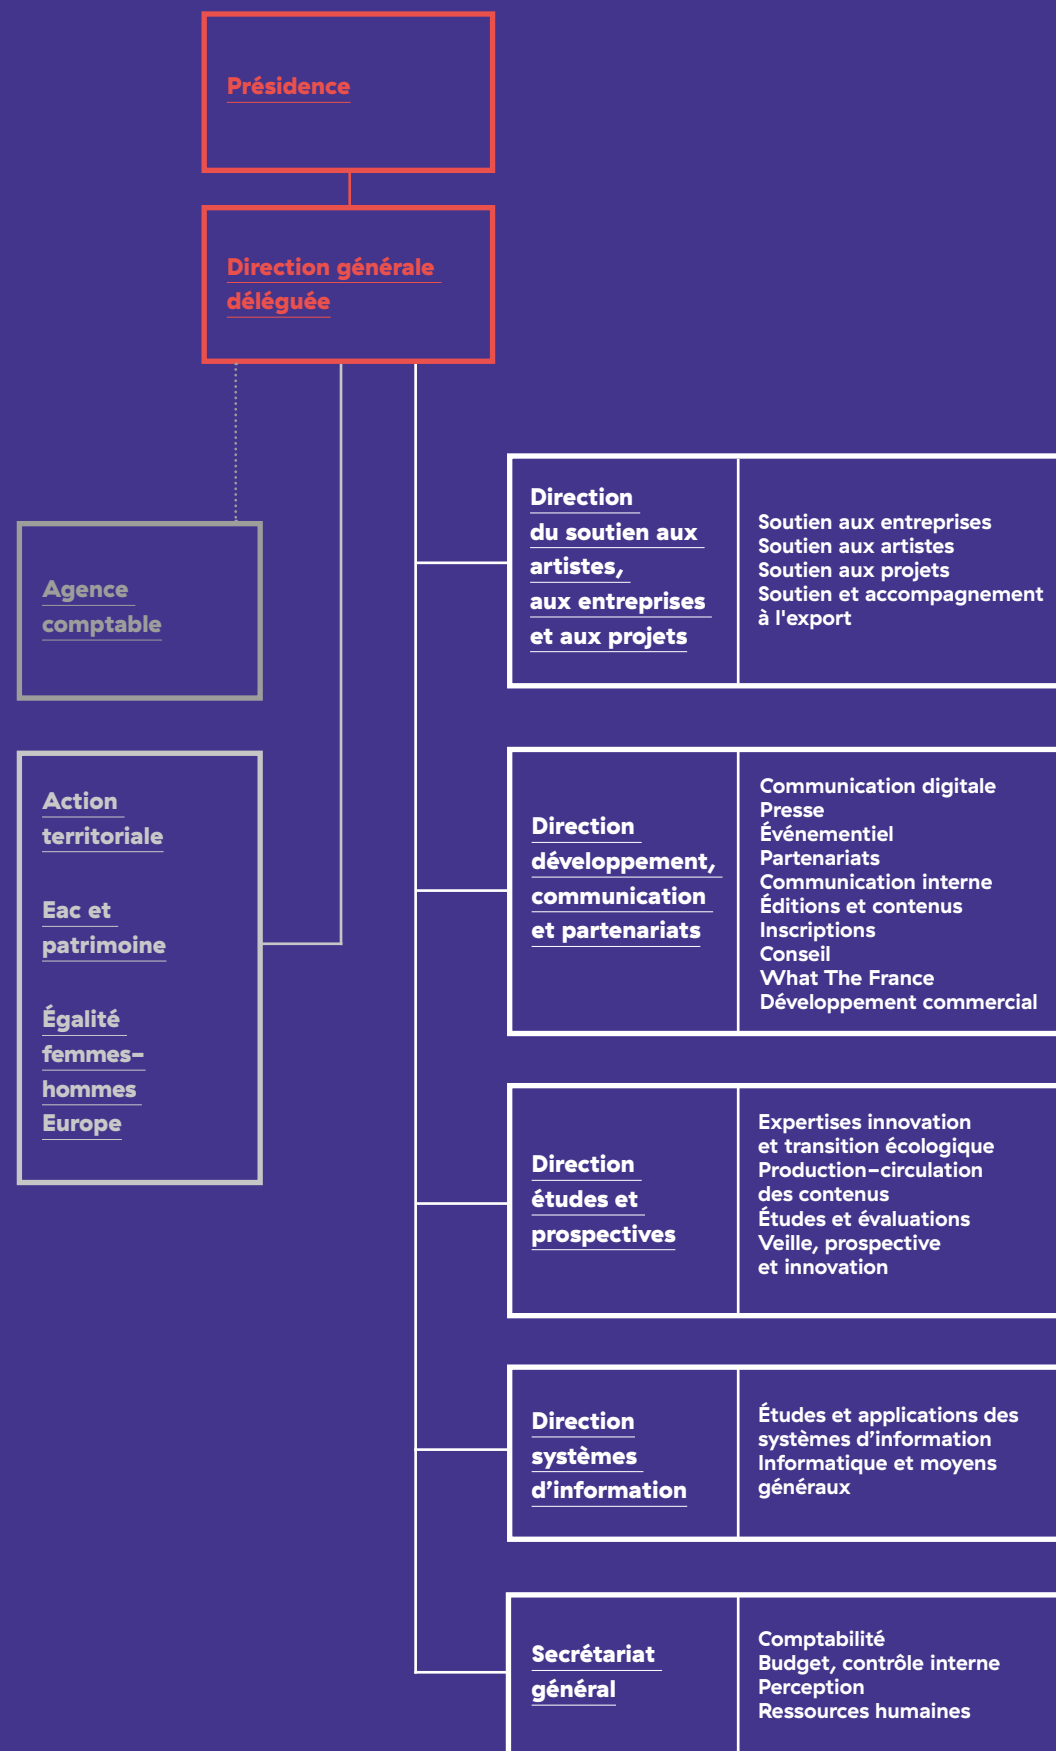 Présidence
Direction générale
déléguée
Agence
comptable
Action
territoriale
Eac et
patrimoine
Égalité
femmes-
hommes
Europe
Direction
du soutien aux
artistes,
aux entreprises
et aux projets
Soutien aux entreprises
Soutien aux artistes
Soutien aux projets
Soutien et accompagnement
à l'export
Direction
développement,
communication
et partenariats
Communication digitale
Presse
Événementiel
Partenariats
Communication interne
Éditions et contenus
Inscriptions
Conseil
What The France
Développement commercial
Direction
études et
prospectives
Expertises innovation
et transition écologique
Production-circulation
des contenus
Études et évaluations
Veille, prospective
et innovation
Direction
systèmes
d’information
Études et applications des
systèmes d’information
Informatique et moyens
généraux
Secrétariat
général
Comptabilité
Budget, contrôle interne
Perception
Ressources humaines